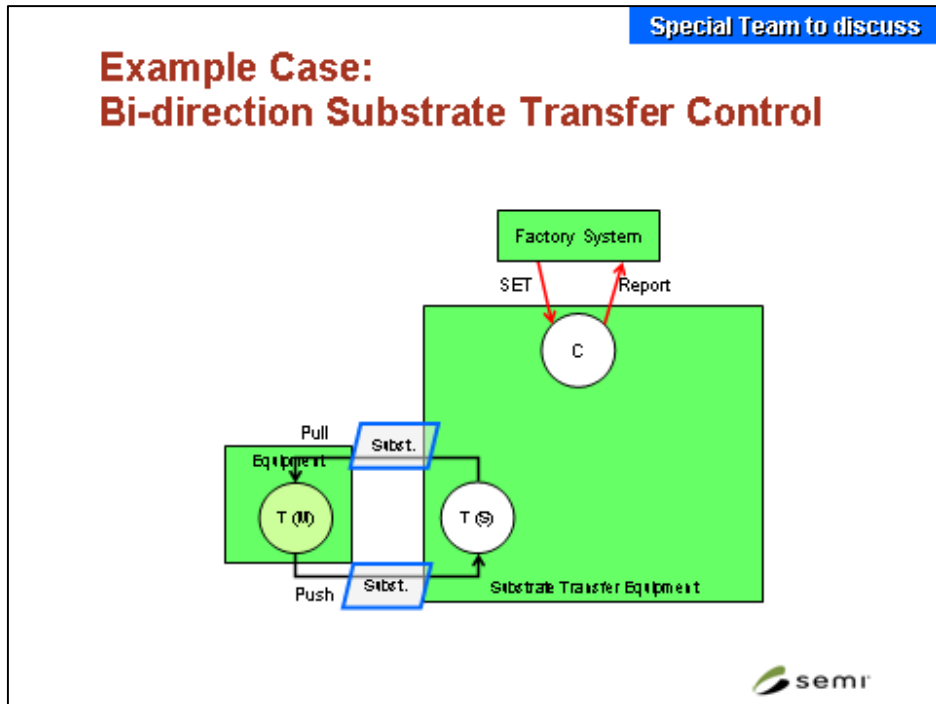 Special Team to discuss
Example Case:
Bi-direction Substrate Transfer Control
Factory System
SET
Report
C
Pull
Subst.
Equipment
T (M)
T (S)
Push
Subst.
Substrate Transfer Equipment
semi